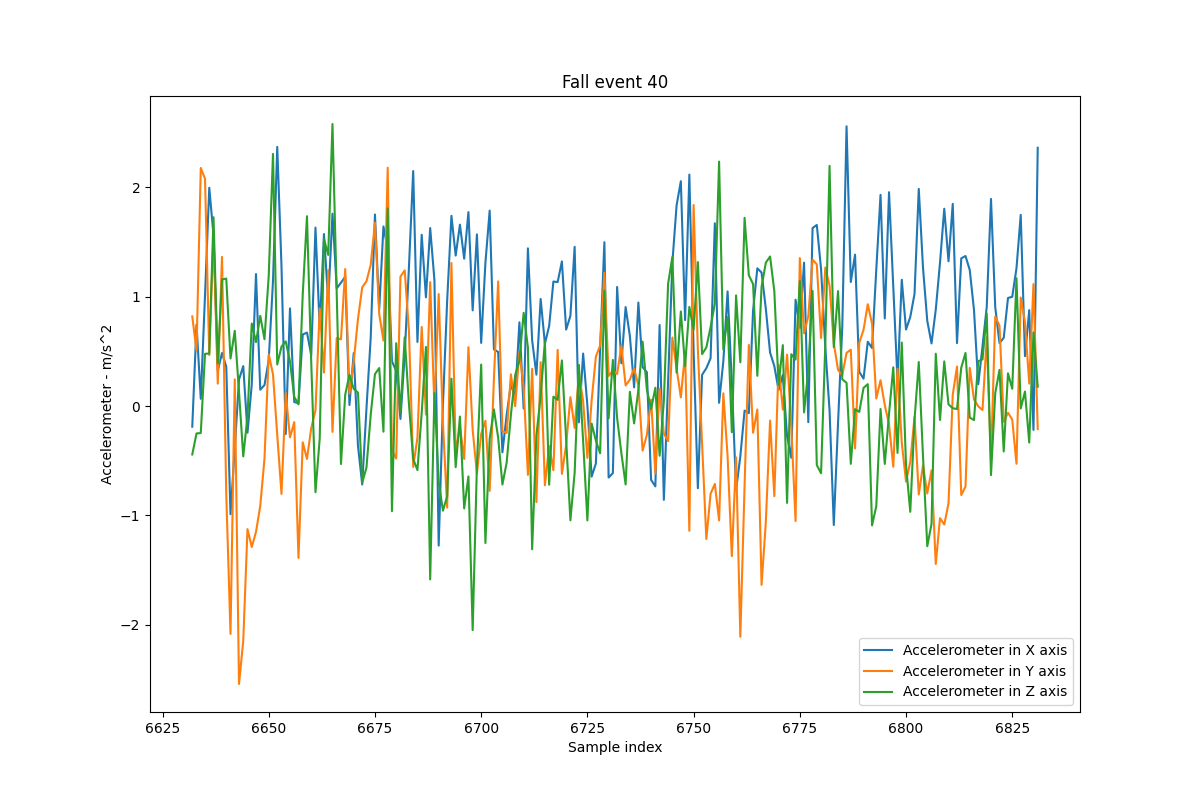 Fall event 40
Accelerometer - m/s^2
2
1
0
−1
−2
6625 6650 6675 6700 6725 6750 6775 6800 6825
Sample index
Accelerometer in X axis
Accelerometer in Y axis
Accelerometer in Z axis